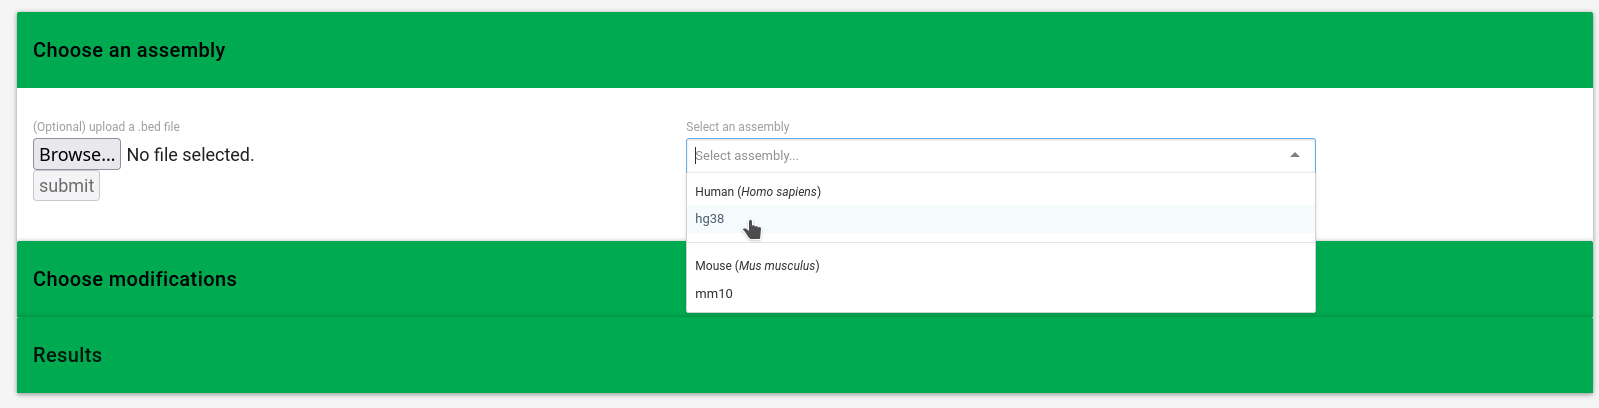 Choose an assembly
(Optional) upload a .bed file
Browse... No file selected.
submit
Select an assembly
Select assembly...
Human (Homo sapiens)
hg38
Mouse (Mus musculus)
mm10
Choose modifications
Results